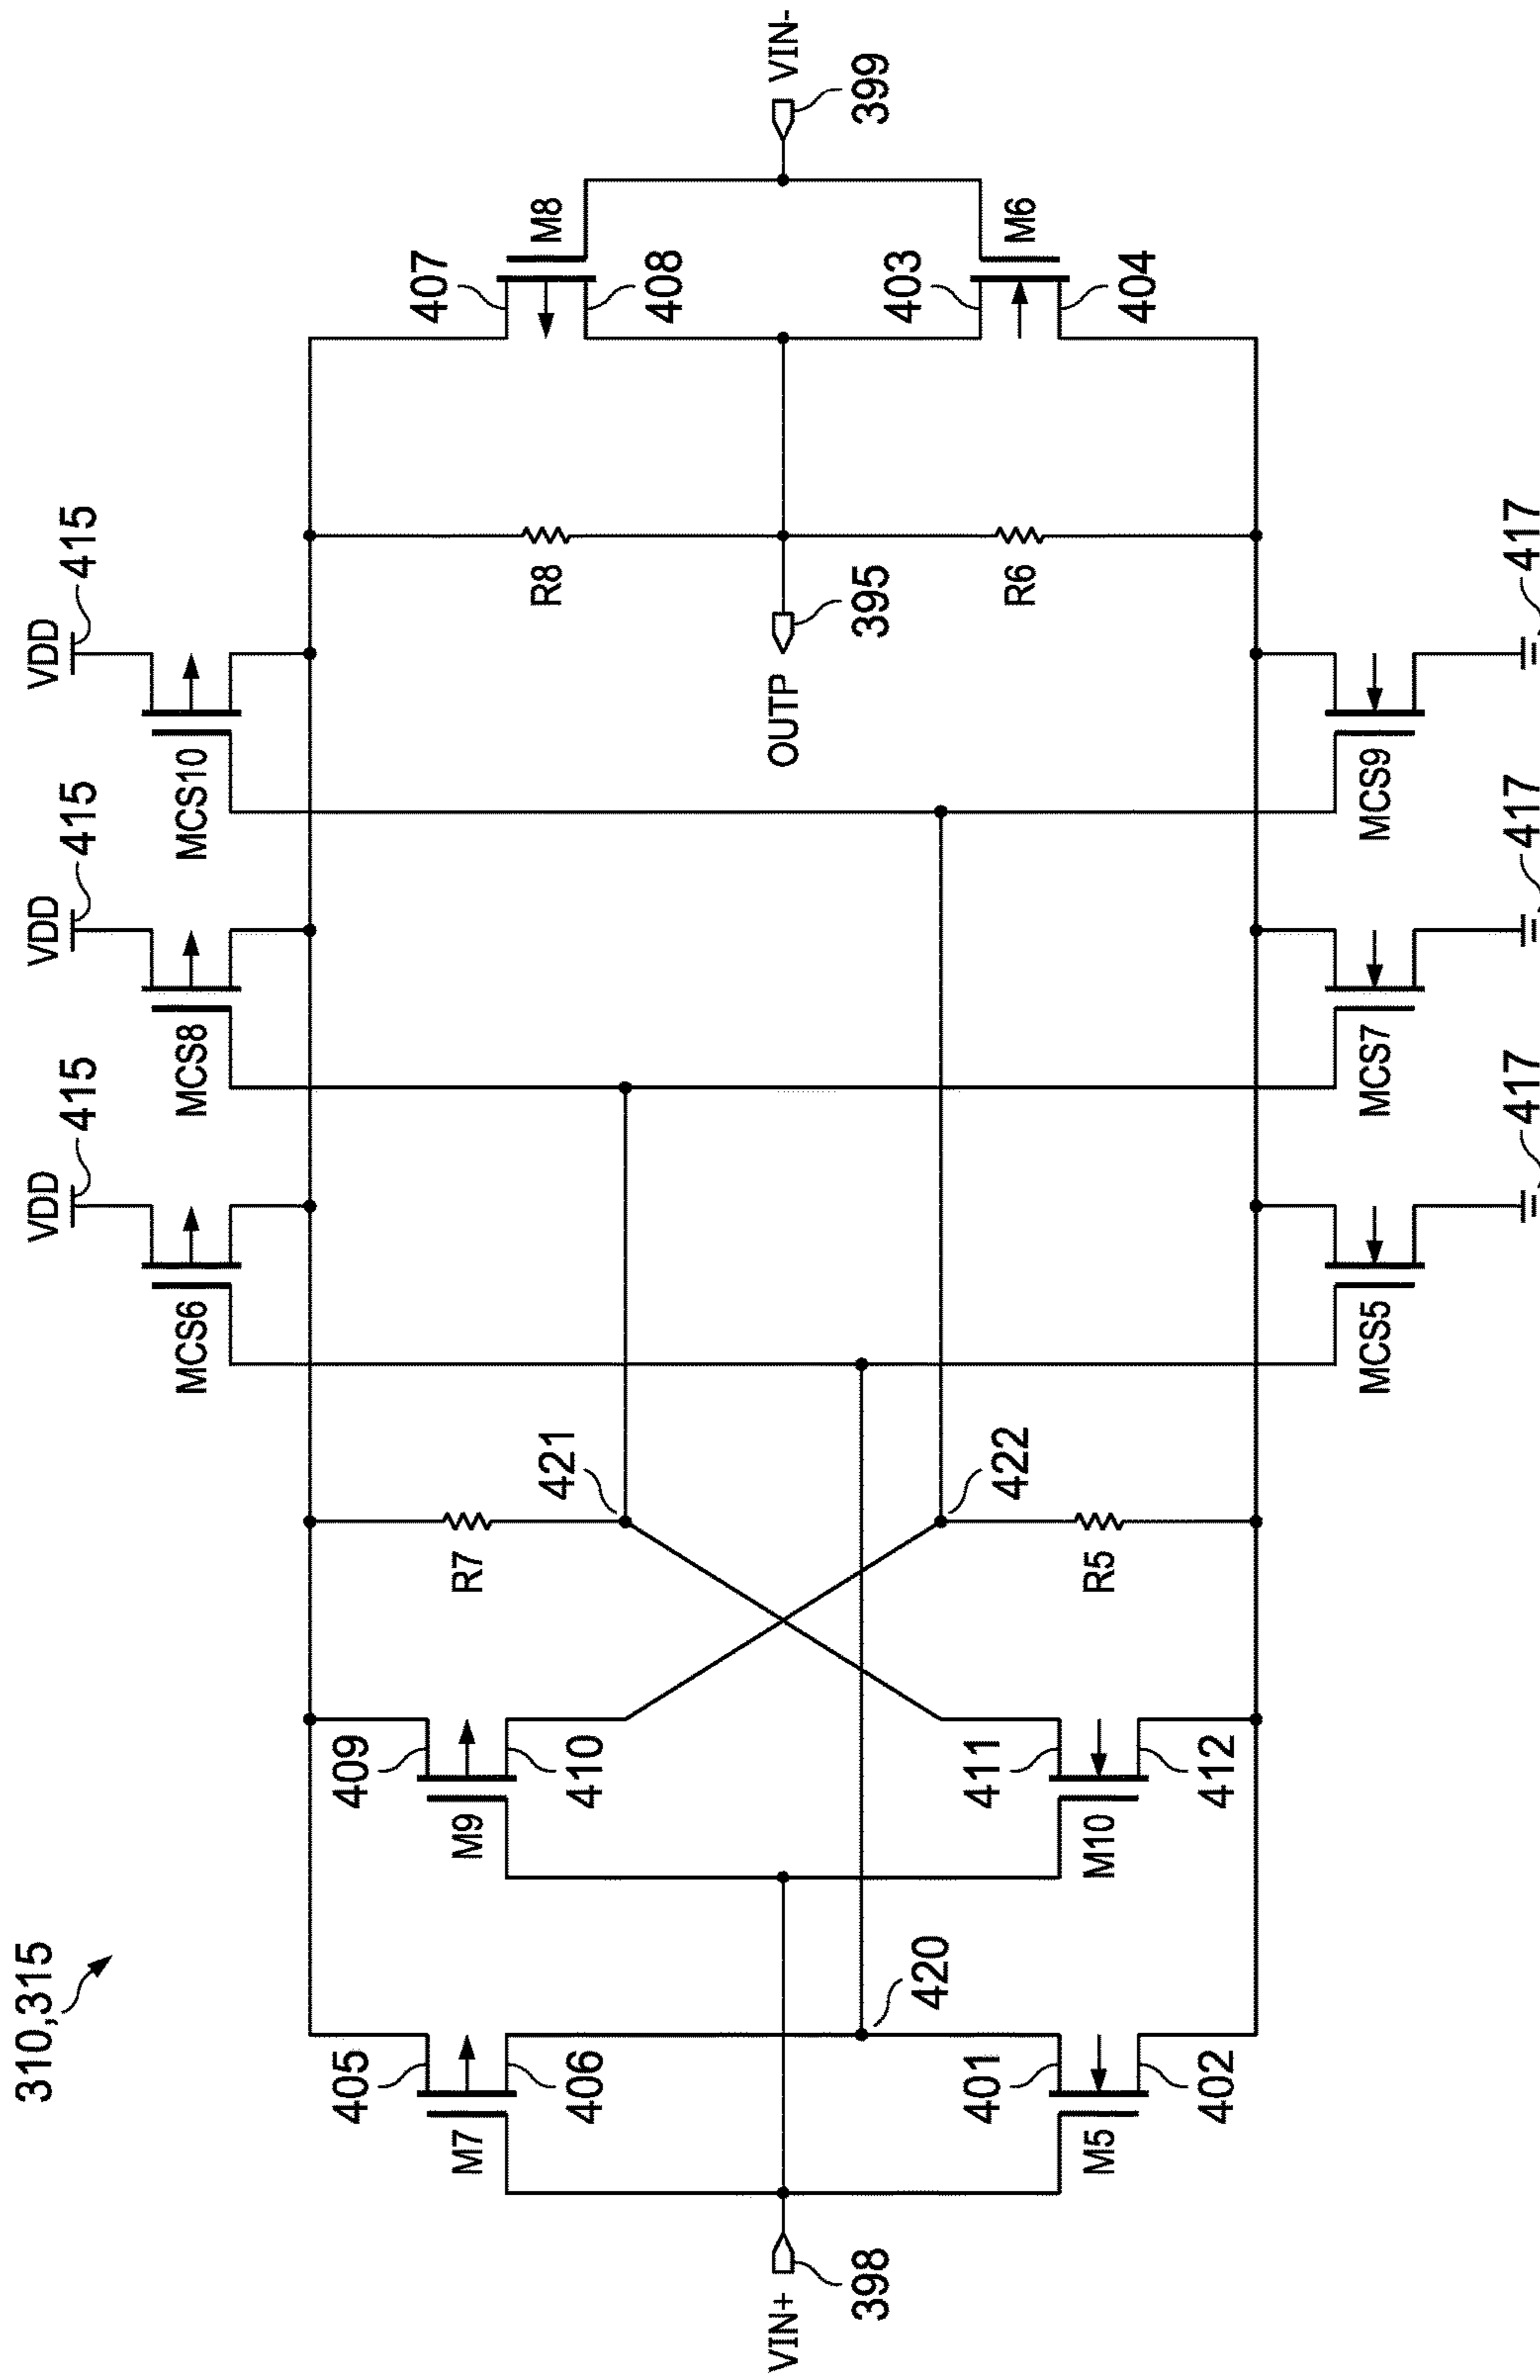 310,315
VIN+
398
M7
405
406
M5
401
402
420
M9
409
410
M10
411
412
R7
421
422
R5
MCS6
VDD
415
MCS8
VDD
415
MCS10
VDD
415
MCS5
417
MCS7
417
MCS9
417
R8
OUTP
395
R6
407
M8
408
403
M6
404
VIN-
399